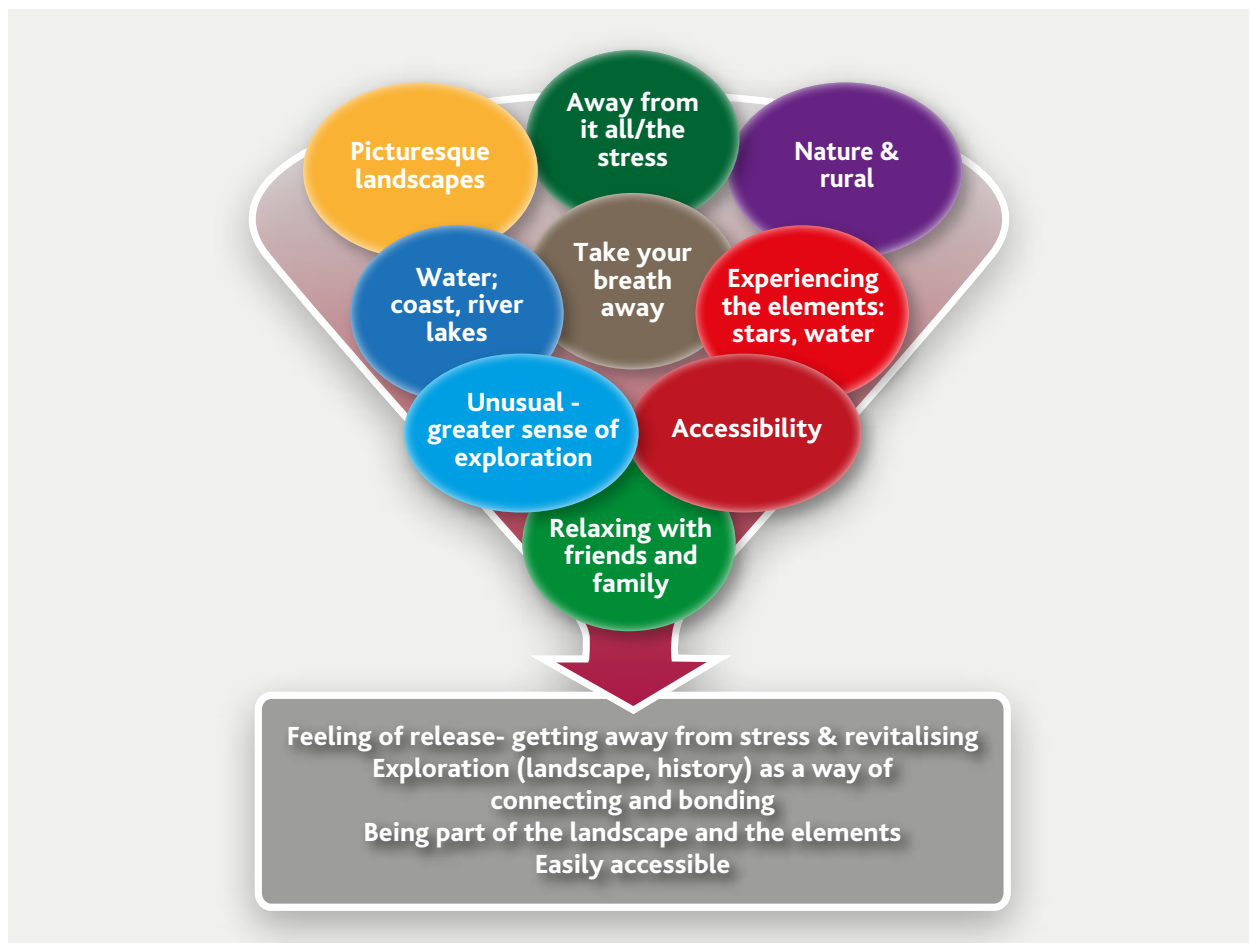 Away from
it all/the
stress
Picturesque
landscapes
Nature &
rural
Take your
breath
away
Water;
coast, river
lakes
Experiencing
the elements:
stars, water
Unusual -
greater sense of
exploration
Accessibility
Relaxing with
friends and
family
Feeling of release- getting away from stress & revitalising
Exploration (landscape, history) as a way of
connecting and bonding
Being part of the landscape and the elements
Easily accessible